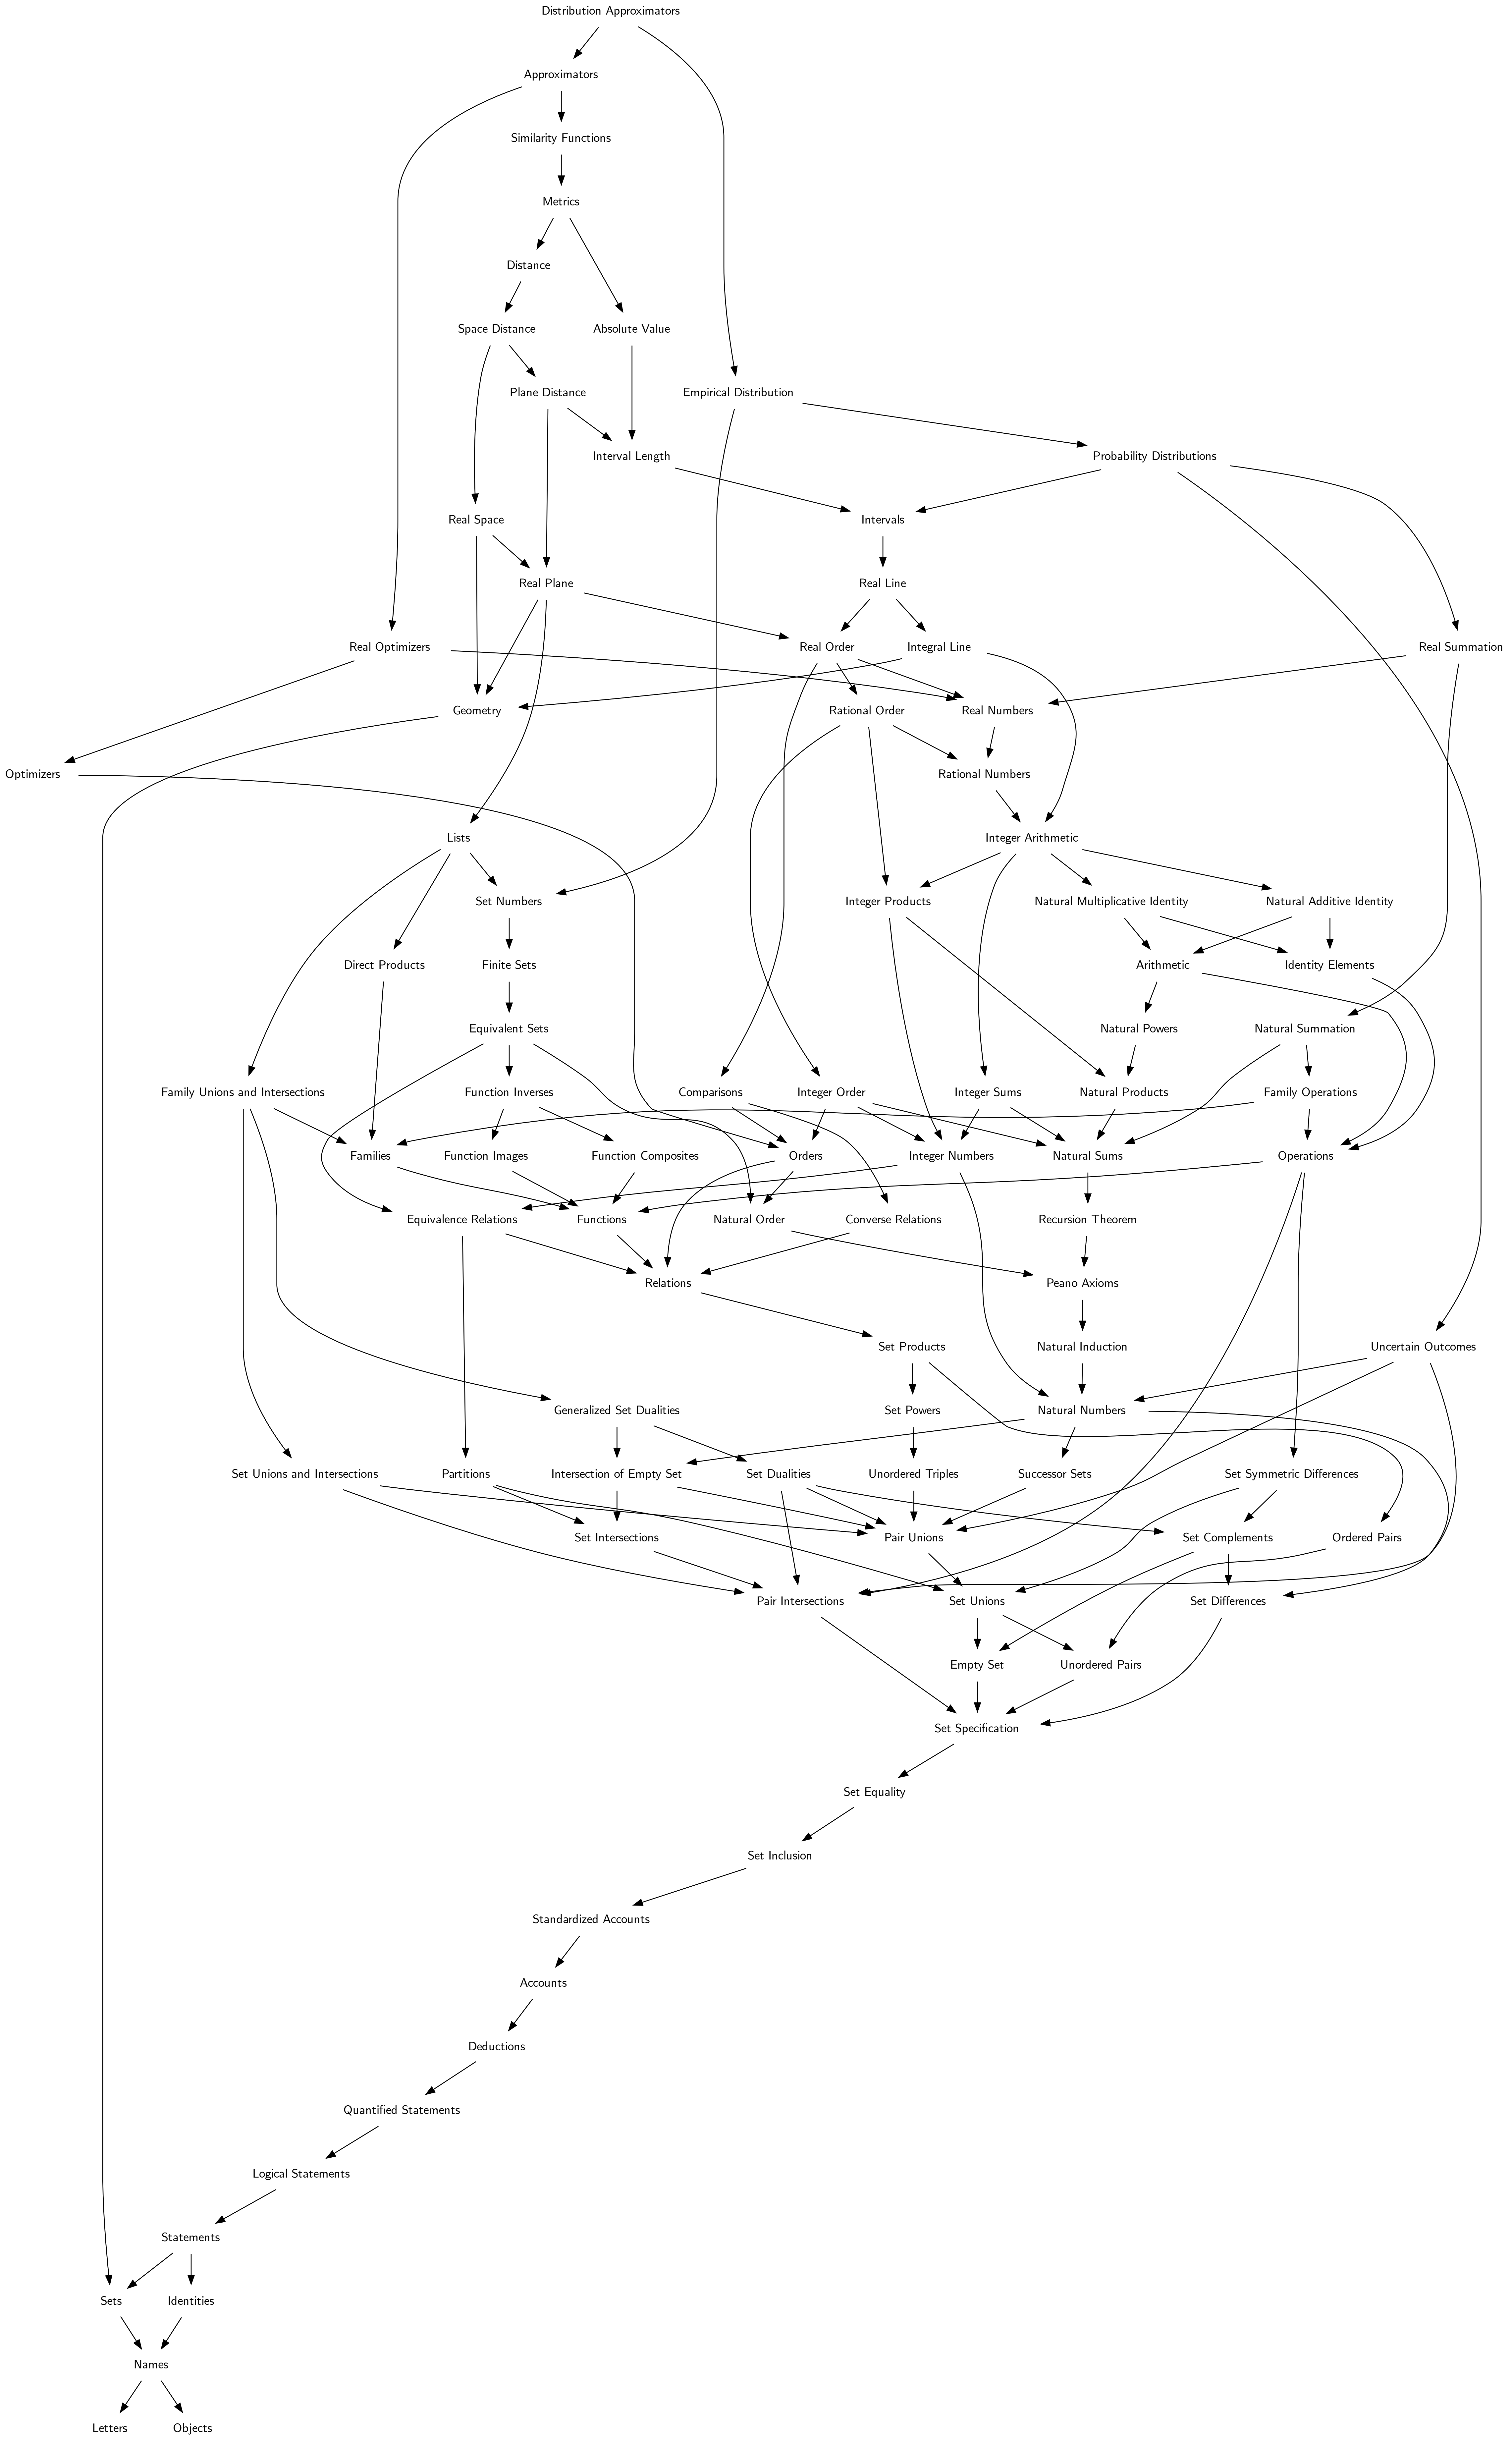 Distribution Approximators
Approximators
Similarity Functions
Metrics
Distance
Space Distance
Absolute Value
Plane Distance
Empirical Distribution
Interval Length
Probability Distributions
Real Space
Intervals
Real Plane
Real Line
Real Optimizers
Real Order
Integral Line
Real Summation
Geometry
Rational Order
Real Numbers
Optimizers
Rational Numbers
Lists
Integer Arithmetic
Set Numbers
Integer Products
Natural Multiplicative Identity
Natural Additive Identity
Direct Products
Finite Sets
Arithmetic
Identity Elements
Equivalent Sets
Natural Powers
Natural Summation
Family Unions and Intersections
Function Inverses
Comparisons
Integer Order
Integer Sums
Natural Products
Family Operations
Families
Function Images
Function Composites
Orders
Integer Numbers
Natural Sums
Operations
Equivalence Relations
Functions
Natural Order
Converse Relations
Recursion Theorem
Relations
Peano Axioms
Set Products
Natural Induction
Uncertain Outcomes
Generalized Set Dualities
Set Powers
Natural Numbers
Set Unions and Intersections
Partitions
Intersection of Empty Set
Set Dualities
Unordered Triples
Successor Sets
Set Symmetric Differences
Set Intersections
Pair Unions
Set Complements
Ordered Pairs
Pair Intersections
Set Unions
Set Differences
Empty Set
Unordered Pairs
Set Specification
Set Equality
Set Inclusion
Standardized Accounts
Accounts
Deductions
Quantified Statements
Logical Statements
Statements
Sets
Identities
Names
Letters
Objects